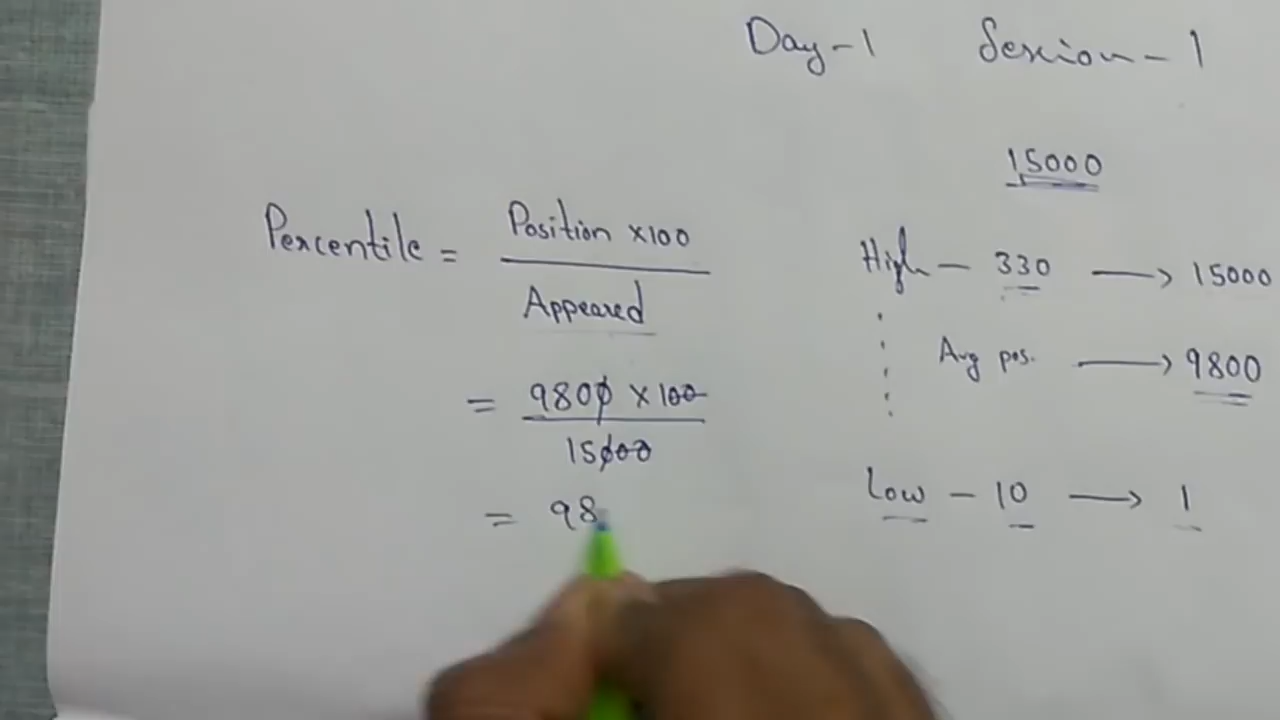 Day-1 Session-1
15000
Percentile = Position x100
Appeared
High - 330 → 15000
Avg pos. → 9800
= 9800 x100
15000
Low - 10 → 1
= 98